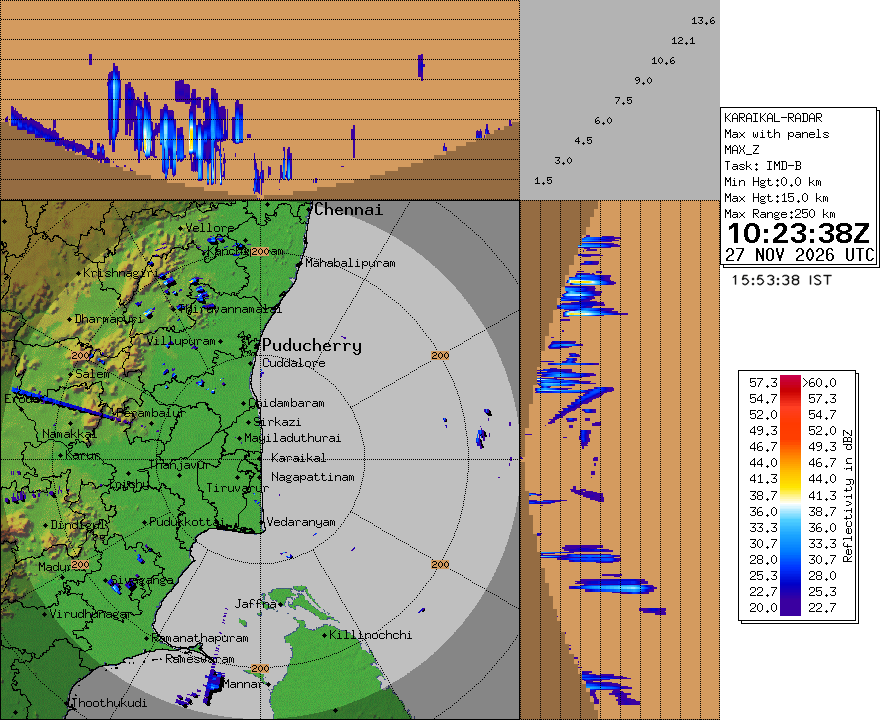 13.6
12.1
10.6
9.0
7.5
6.0
4.5
3.0
1.5
KARAIKAL-RADAR
Max with panels
MAX_Z
Task: IMD-B
Min Hgt:0.0 km
Max Hgt:15.0 km
Max Range:250 km
10:23:38Z
27 NOV 2026 UTC
15:53:38 IST
Chennai
Vellore
200
Mahabalipuram
Krishnagiri
Thiruvannamalai
Dharmapuri
Villupuram
Puducherry
200
200
Cuddalore
Salem
Erode
Chidambaram
Perambalur
Sirkazi
Namakkal
Mayiladuthurai
Karur
Thanjavur
Karaikal
Nagapattinam
Tiruvarur
Dindigul
Pudukkottai
Vedaranyam
Madurai
200
200
Sivaganga
Jaffna
Virudhunagar
Ramanathapuram
Killinochchi
Rameswaram
200
Mannar
Thoothukudi
57.3 >60.0
54.7 57.3
52.0 54.7
49.3 52.0
46.7 49.3
44.0 46.7
41.3 44.0
38.7 41.3
36.0 38.7
33.3 36.0
30.7 33.3
28.0 30.7
25.3 28.0
22.7 25.3
20.0 22.7
Reflectivity in dBZ